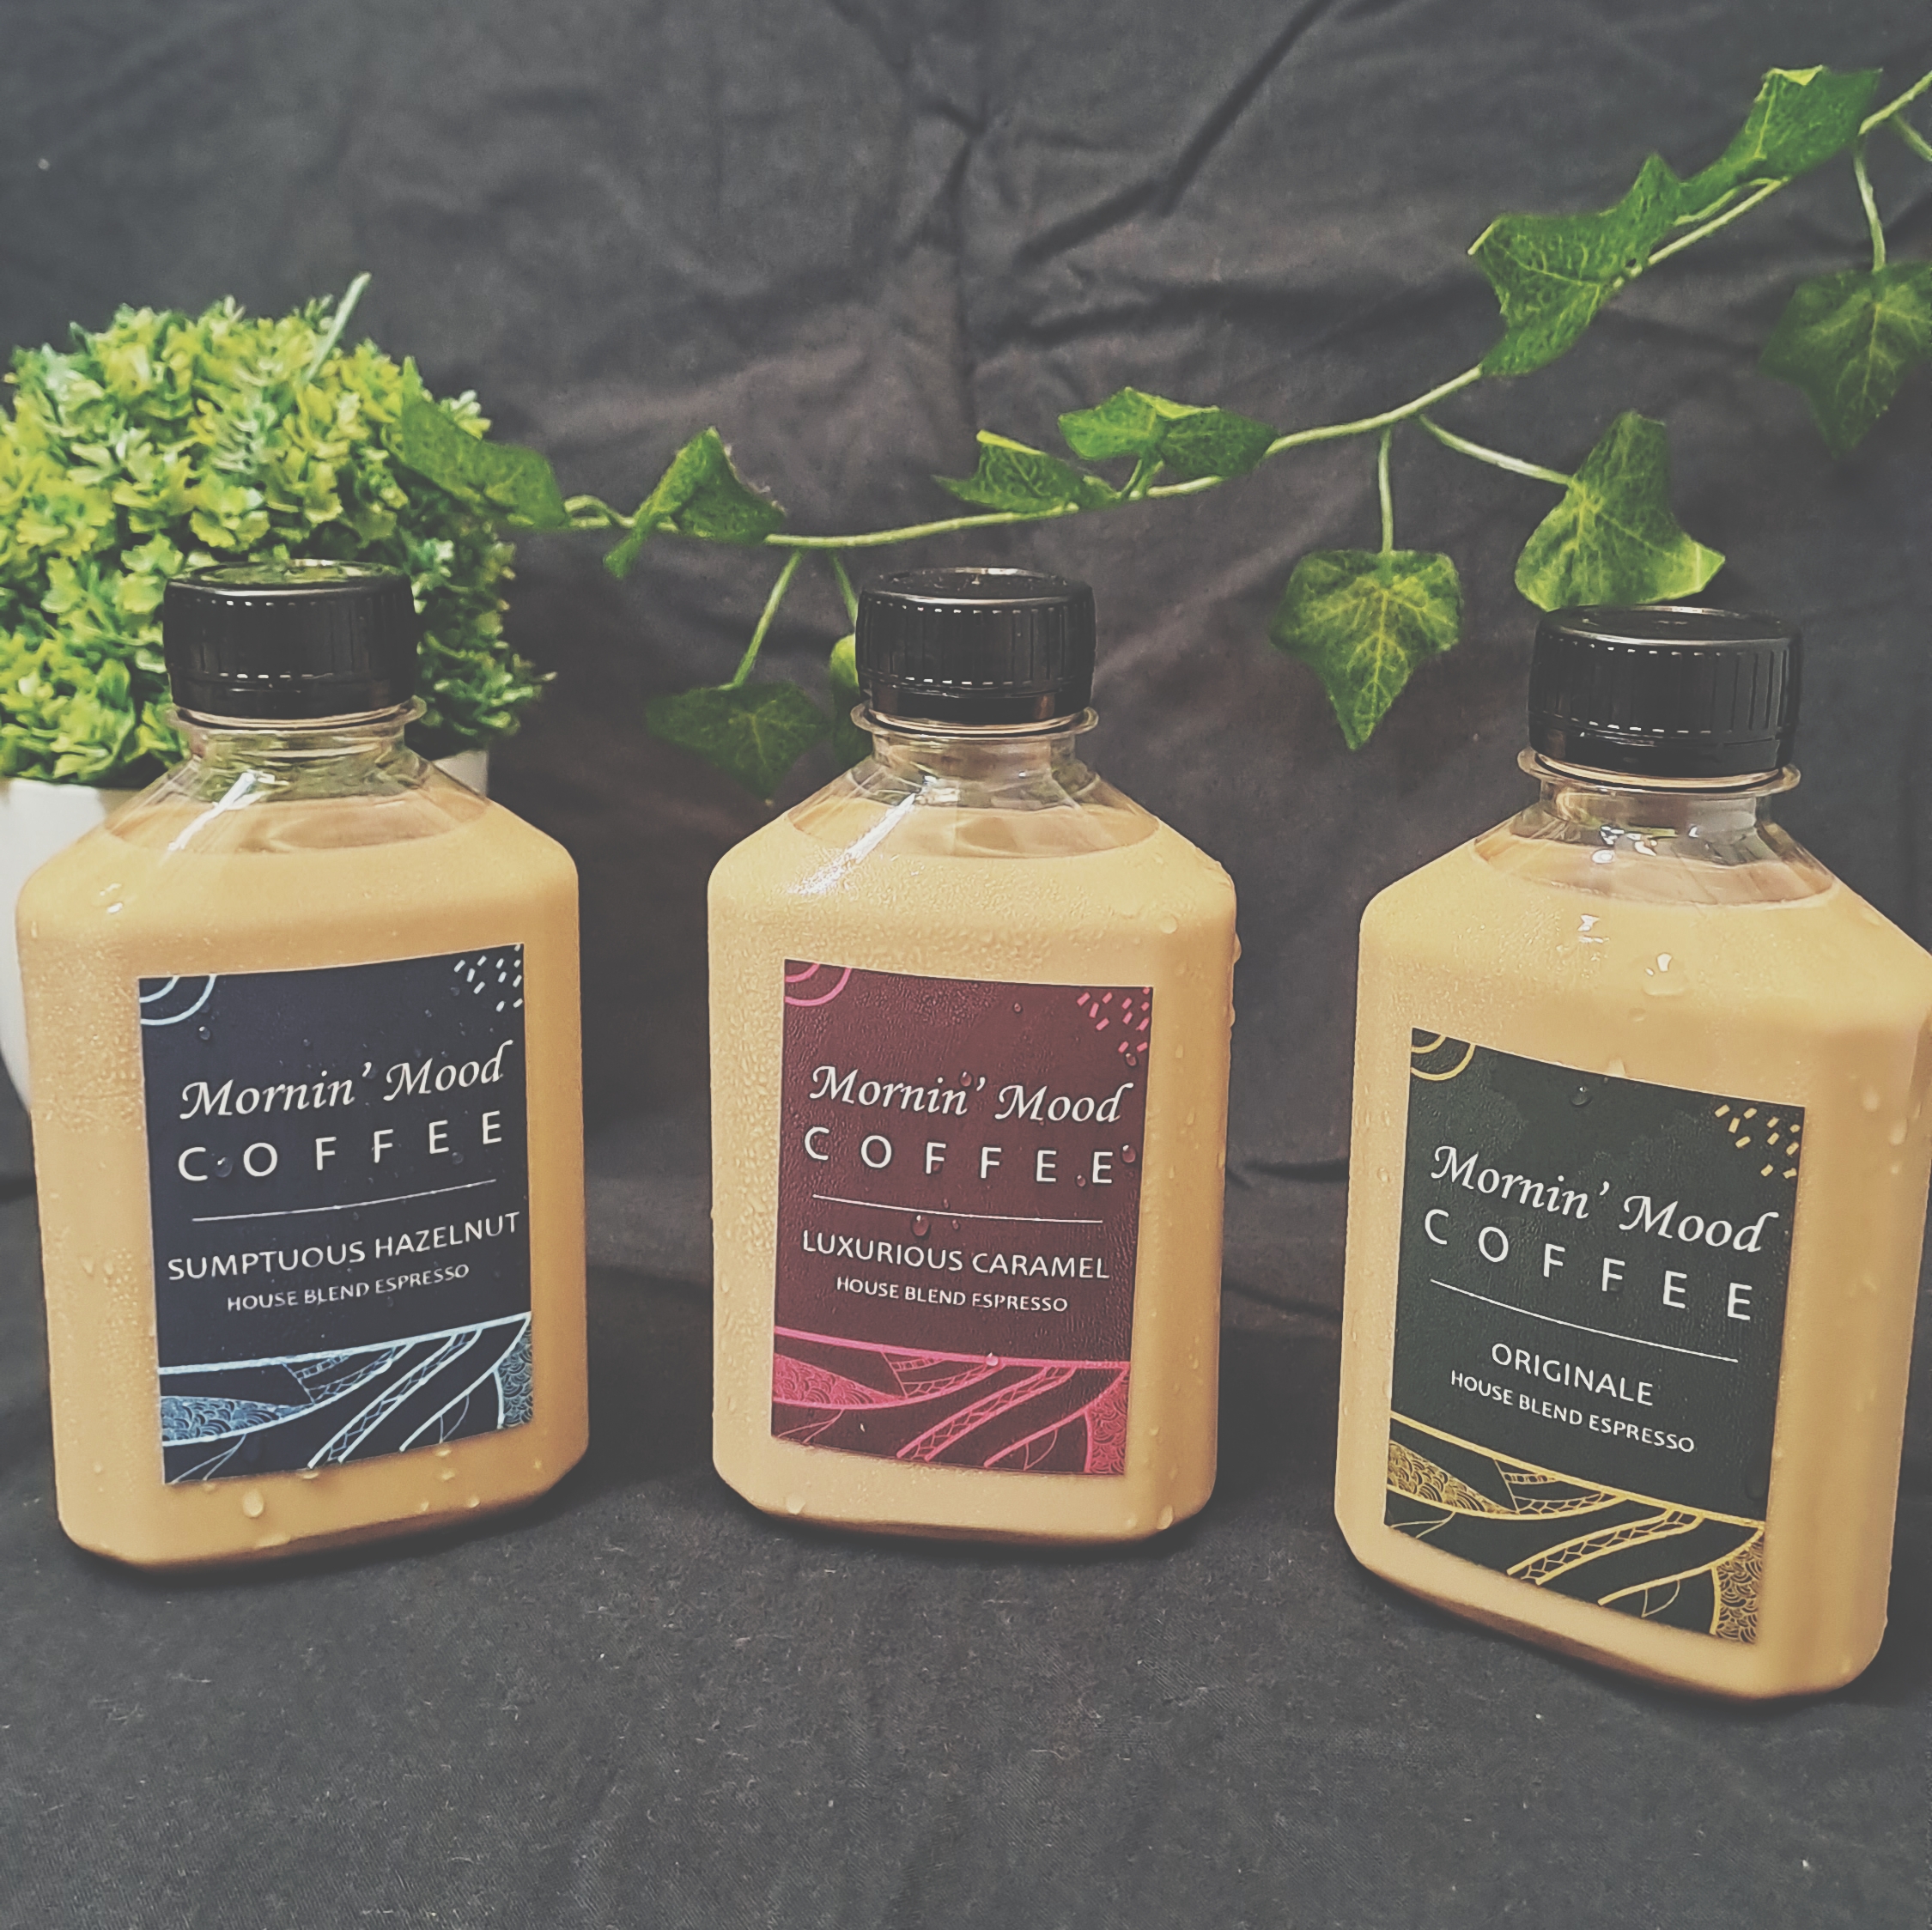 Mornin' Mood
COFFEE
SUMPTUOUS HAZELNUT
HOUSE BLEND ESPRESSO
Mornin' Mood
COFFEE
LUXURIOUS CARAMEL
HOUSE BLEND ESPRESSO
Mornin' Mood
COFFEE
ORIGINALE
HOUSE BLEND ESPRESSO